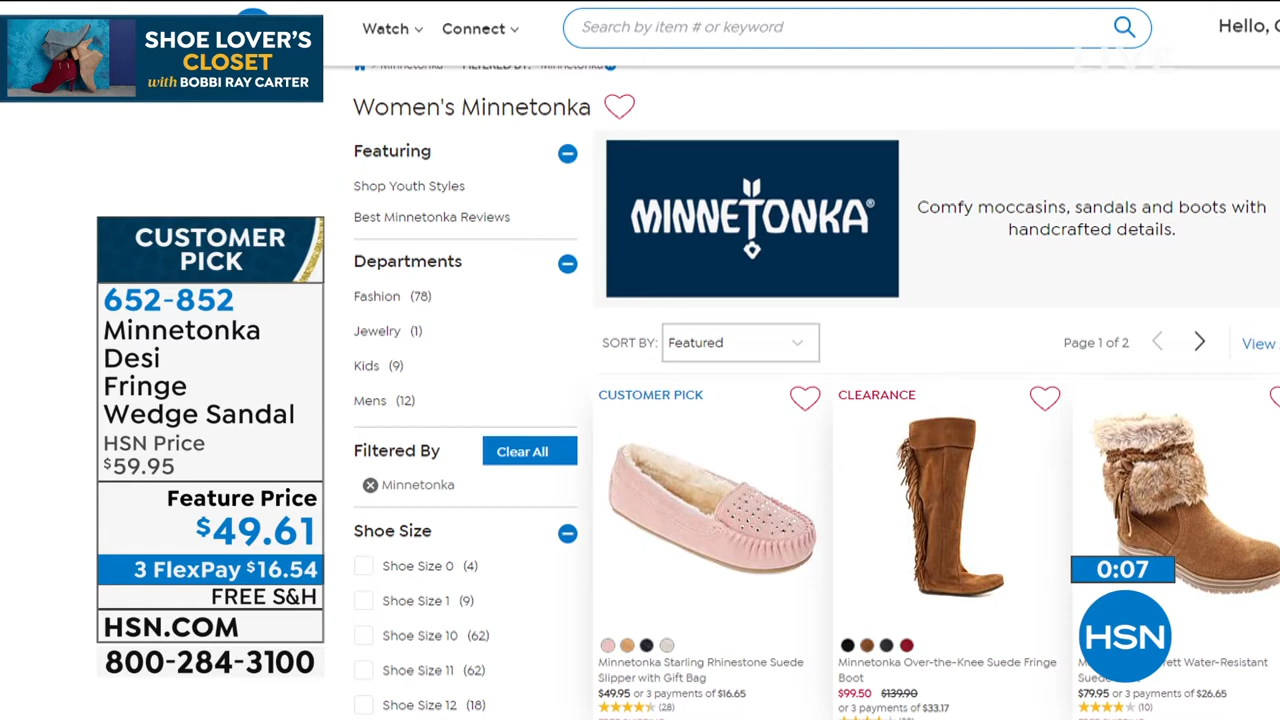 SHOE LOVER'S
CLOSET
with BOBBI RAY CARTER
Watch
Connect
Search by item # or keyword
Hello,
LIVE
Minnetonka
FILTERED BY:
Minnetonka
Women's Minnetonka
Featuring
Shop Youth Styles
Best Minnetonka Reviews
Departments
Fashion (78)
Jewelry (1)
Kids (9)
Mens (12)
Filtered By
Clear All
Minnetonka
Shoe Size
Shoe Size 0 (4)
Shoe Size 1 (9)
Shoe Size 10 (62)
Shoe Size 11 (62)
Shoe Size 12 (18)
MINNETONKA®
Comfy moccasins, sandals and boots with
handcrafted details.
SORT BY:
Featured
Page 1 of 2
View
CUSTOMER PICK
Minnetonka Starling Rhinestone Suede
Slipper with Gift Bag
$49.95 or 3 payments of $16.65
(28)
CLEARANCE
Minnetonka Over-the-Knee Suede Fringe
Boot
$99.50 $139.90
or 3 payments of $33.17
Water-Resistant
$79.95 or 3 payments of $26.65
(10)
CUSTOMER
PICK
652-852
Minnetonka
Desi
Fringe
Wedge Sandal
HSN Price
$59.95
Feature Price
$49.61
3 FlexPay $16.54
FREE S&H
HSN.COM
800-284-3100
0:07
HSN